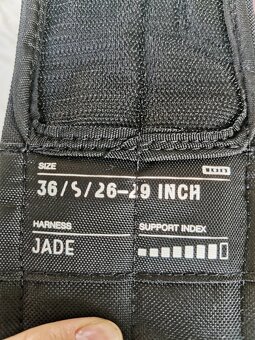 SIZE
36/S/26–29 INCH
HARNESS
SUPPORT INDEX
JADE